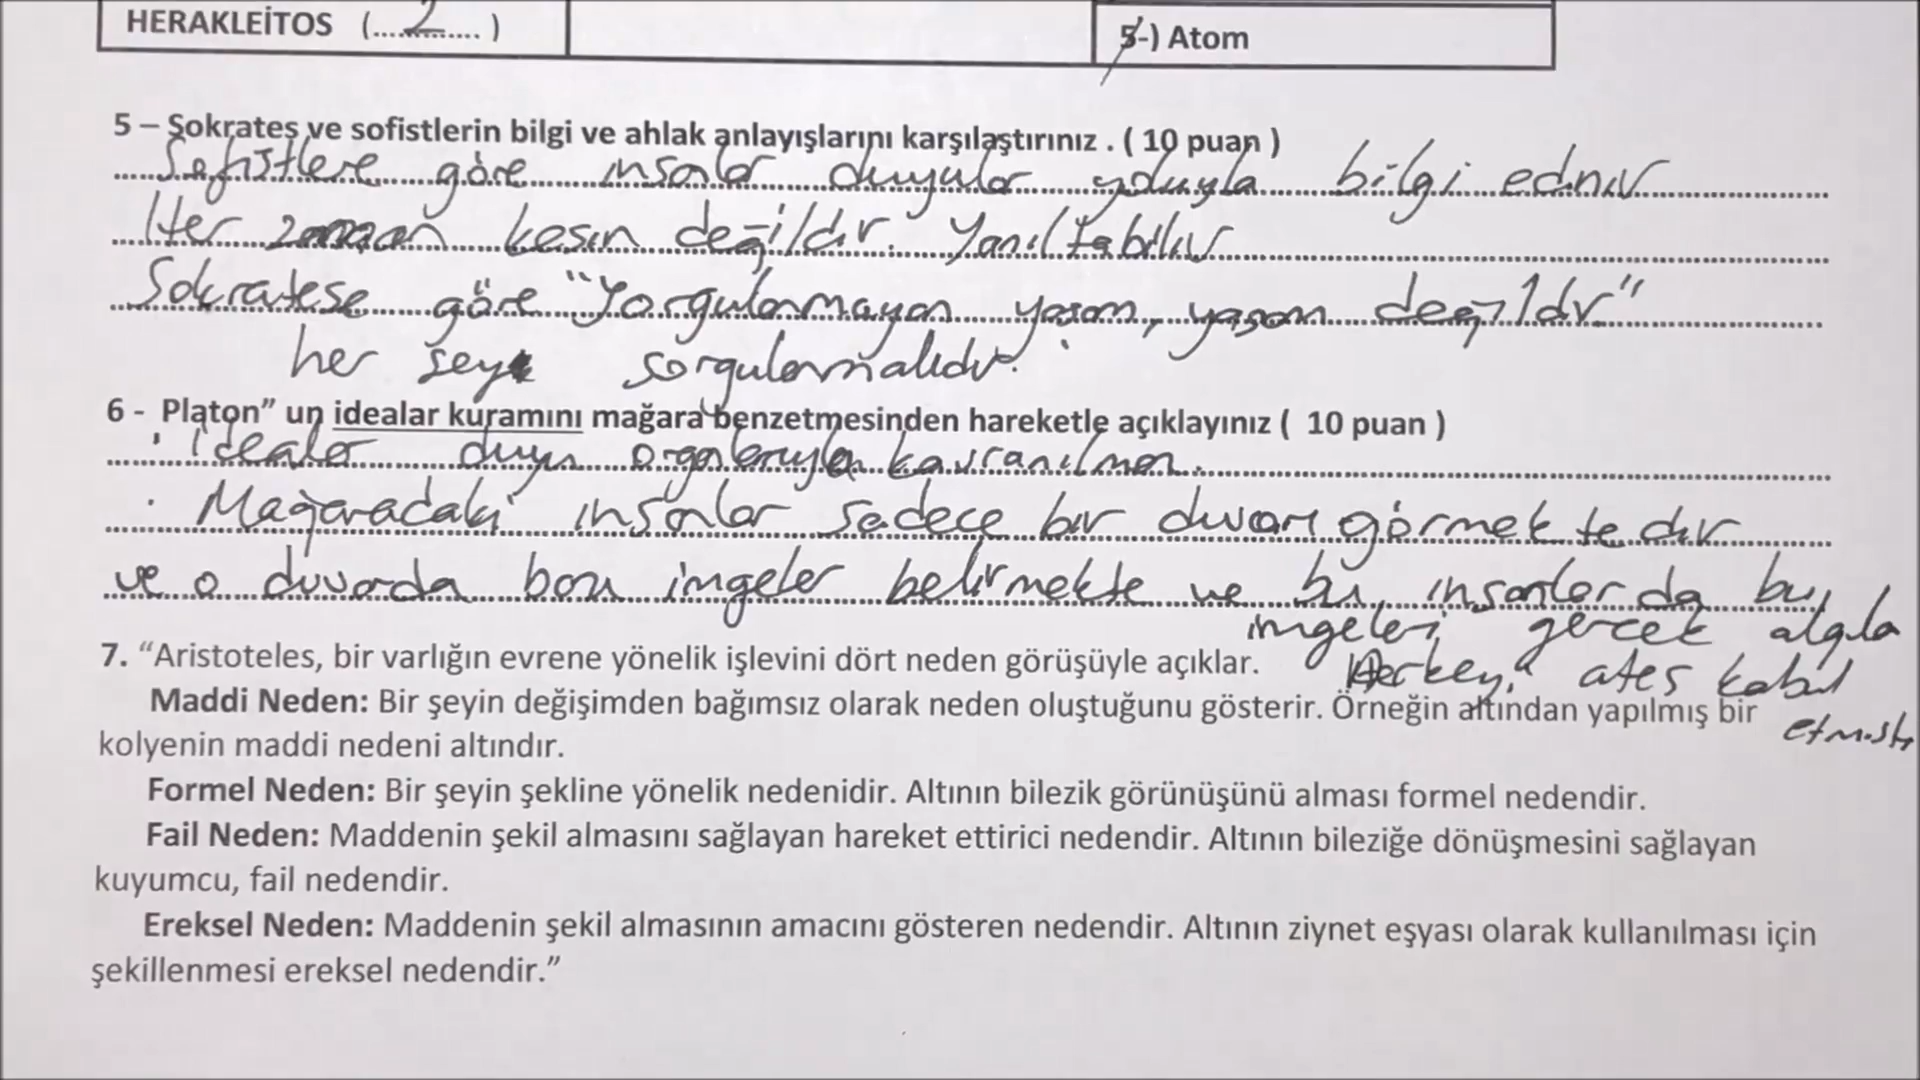 HERAKLEİTOS (....2.... )
5-) Atom
5 – Sokrates ve sofistlerin bilgi ve ahlak anlayışlarını karşılaştırınız . ( 10 puan )
Sofistlere göre insanlar duyular yoluyla bilgi edinir
Her zaman kesin değildir. Yanıltabilir
Sokratese göre "Yorgulanmayan yaşam, yaşam değildir"
her şey sorgulanmalıdır.
6 - Platon" un idealar kuramını mağara benzetmesinden hareketle açıklayınız ( 10 puan )
idealar duyu organlarıyla kavranılmaz.
Mağaradaki insanlar sadece bir duvarı görmektedir
ve o duvarda bazı imgeler belirmekte ve bu insanlarda bu
imgeleri gerçek algıla
7. “Aristoteles, bir varlığın evrene yönelik işlevini dört neden görüşüyle açıklar.
ateş kabul
etmişti
Maddi Neden: Bir şeyin değişimden bağımsız olarak neden oluştuğunu gösterir. Örneğin altından yapılmış bir
kolyenin maddi nedeni altındır.
Formel Neden: Bir şeyin şekline yönelik nedenidir. Altının bilezik görünüşünü alması formel nedendir.
Fail Neden: Maddenin şekil almasını sağlayan hareket ettirici nedendir. Altının bileziğe dönüşmesini sağlayan
kuyumcu, fail nedendir.
Ereksel Neden: Maddenin şekil almasının amacını gösteren nedendir. Altının ziynet eşyası olarak kullanılması için
şekillenmesi ereksel nedendir.”